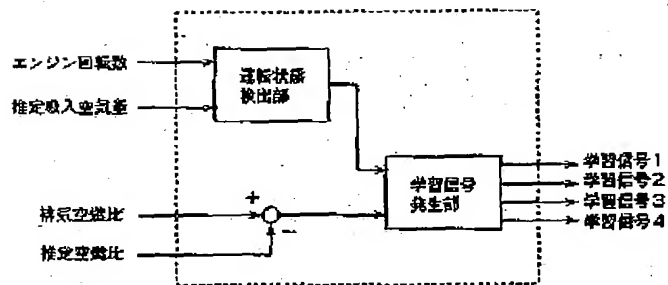 エンジン回転数
推定吸入空気量
運転状態
検出部
排気空燃比
推定空燃比
+
−
学習信号
発生部
学習信号1
学習信号2
学習信号3
学習信号4